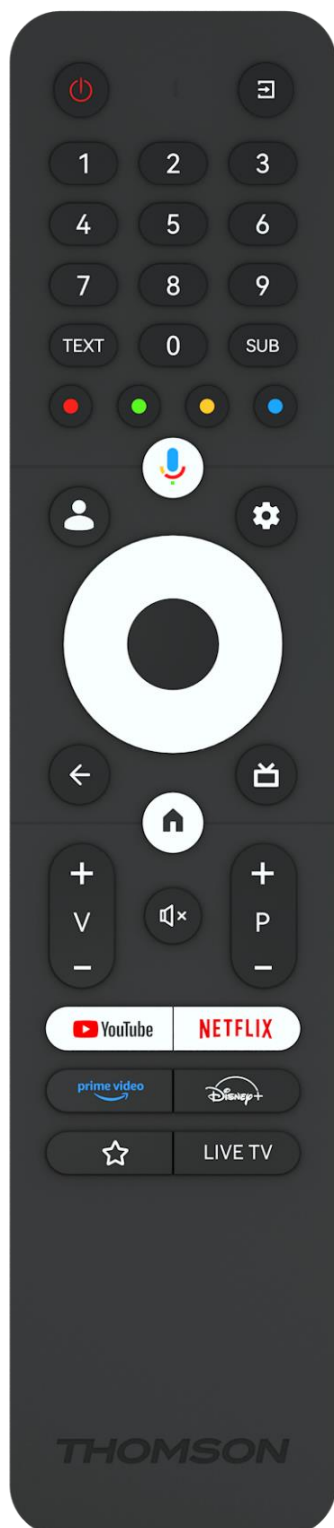 1 2 3
4 5 6
7 8 9
TEXT 0 SUB
+ +
V P
- -
YouTube NETFLIX
prime video Disney+
LIVE TV
THOMSON